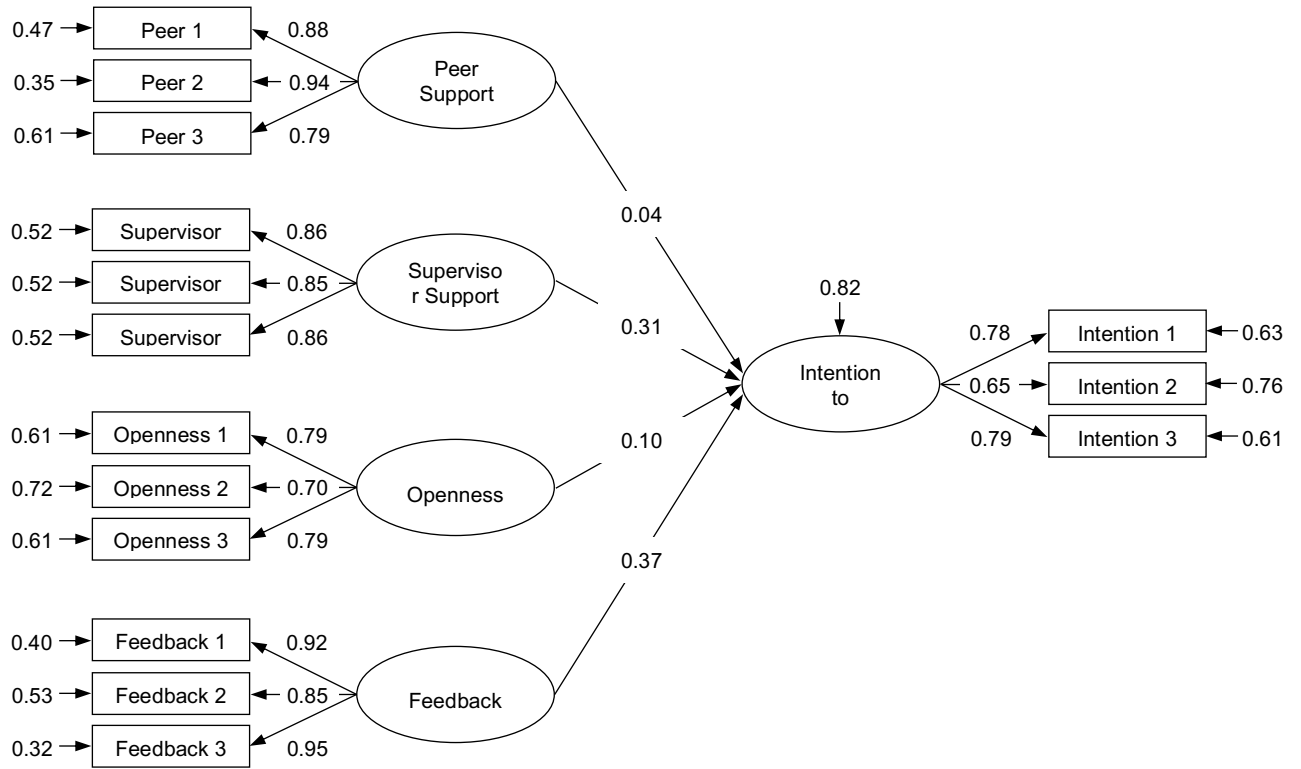 0.47
Peer 1
0.88
0.35
Peer 2
0.94
0.61
Peer 3
0.79
Peer
Support
0.04
0.52
Supervisor
0.86
0.52
Supervisor
0.85
0.52
Supervisor
0.86
Superviso
r Support
0.31
0.61
Openness 1
0.79
0.72
Openness 2
0.70
0.61
Openness 3
0.79
Openness
0.10
0.40
Feedback 1
0.92
0.53
Feedback 2
0.85
0.32
Feedback 3
0.95
Feedback
0.37
0.82
Intention
to
0.78
Intention 1
0.63
0.65
Intention 2
0.76
0.79
Intention 3
0.61